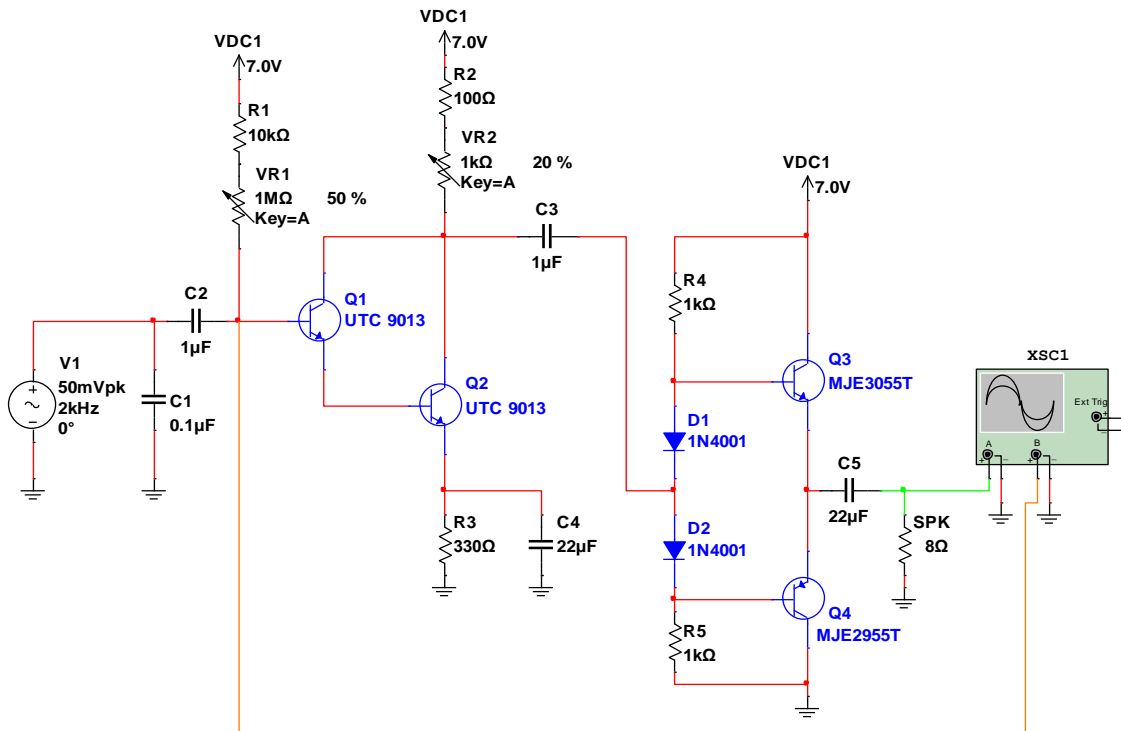 VDC1
7.0V
R1
10kΩ
VR1
1MΩ
Key=A
50 %
VDC1
7.0V
R2
100Ω
VR2
1kΩ
Key=A
20 %
C3
1µF
C2
1µF
V1
50mVpk
2kHz
0°
C1
0.1µF
Q1
UTC 9013
Q2
UTC 9013
R3
330Ω
C4
22µF
VDC1
7.0V
R4
1kΩ
Q3
MJE3055T
D1
1N4001
D2
1N4001
Q4
MJE2955T
R5
1kΩ
C5
22µF
SPK
8Ω
XSC1
Ext Trig
+
–
A
B
+
–
+
–